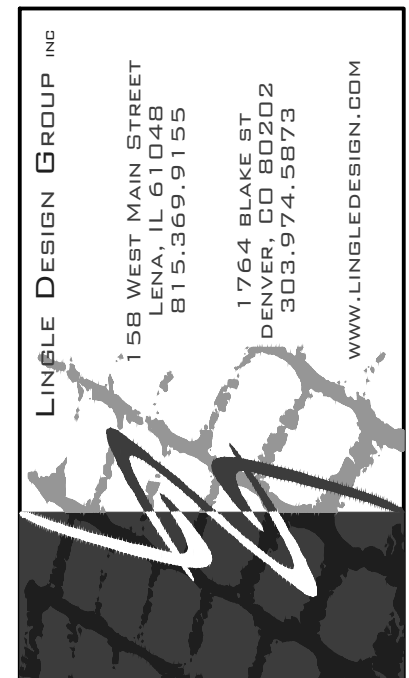 Lingle Design Group inc
158 West Main Street
Lena, IL 61048
815.369.9155
1764 blake st
Denver, CO 80202
303.974.5873
www.lingledesign.com